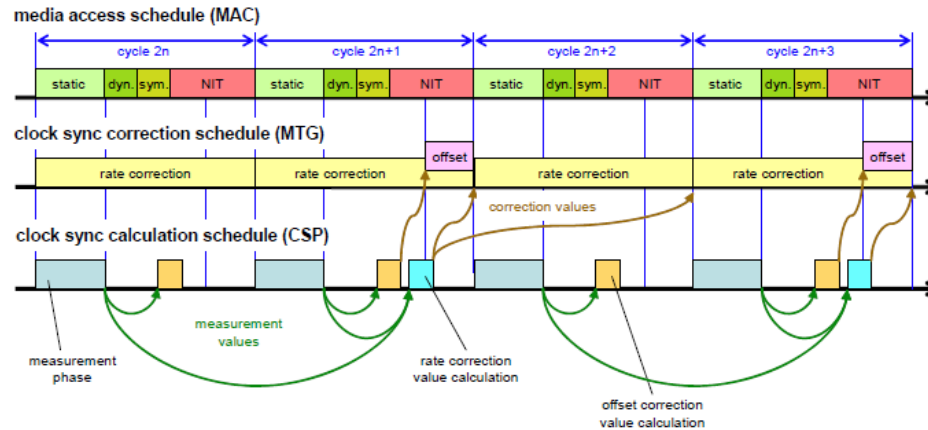 media access schedule (MAC)
cycle 2n
cycle 2n+1
cycle 2n+2
cycle 2n+3
static
dyn.
sym.
NIT
static
dyn.
sym.
NIT
static
dyn.
sym.
NIT
static
dyn.
sym.
NIT
clock sync correction schedule (MTG)
offset
offset
rate correction
rate correction
rate correction
rate correction
correction values
clock sync calculation schedule (CSP)
measurement
values
measurement
phase
rate correction
value calculation
offset correction
value calculation